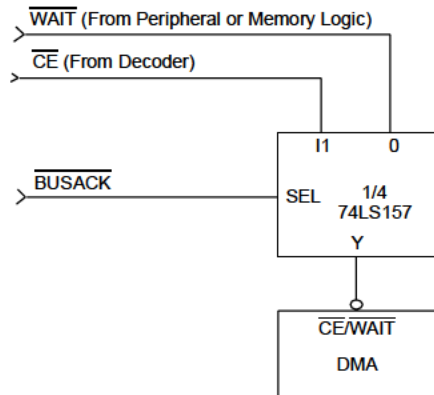 WAIT (From Peripheral or Memory Logic)
CE (From Decoder)
I1 0
BUSACK
SEL 1/4
74LS157
Y
CE/WAIT
DMA